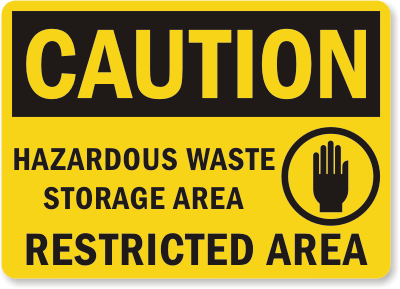 CAUTION
HAZARDOUS WASTE
STORAGE AREA
RESTRICTED AREA